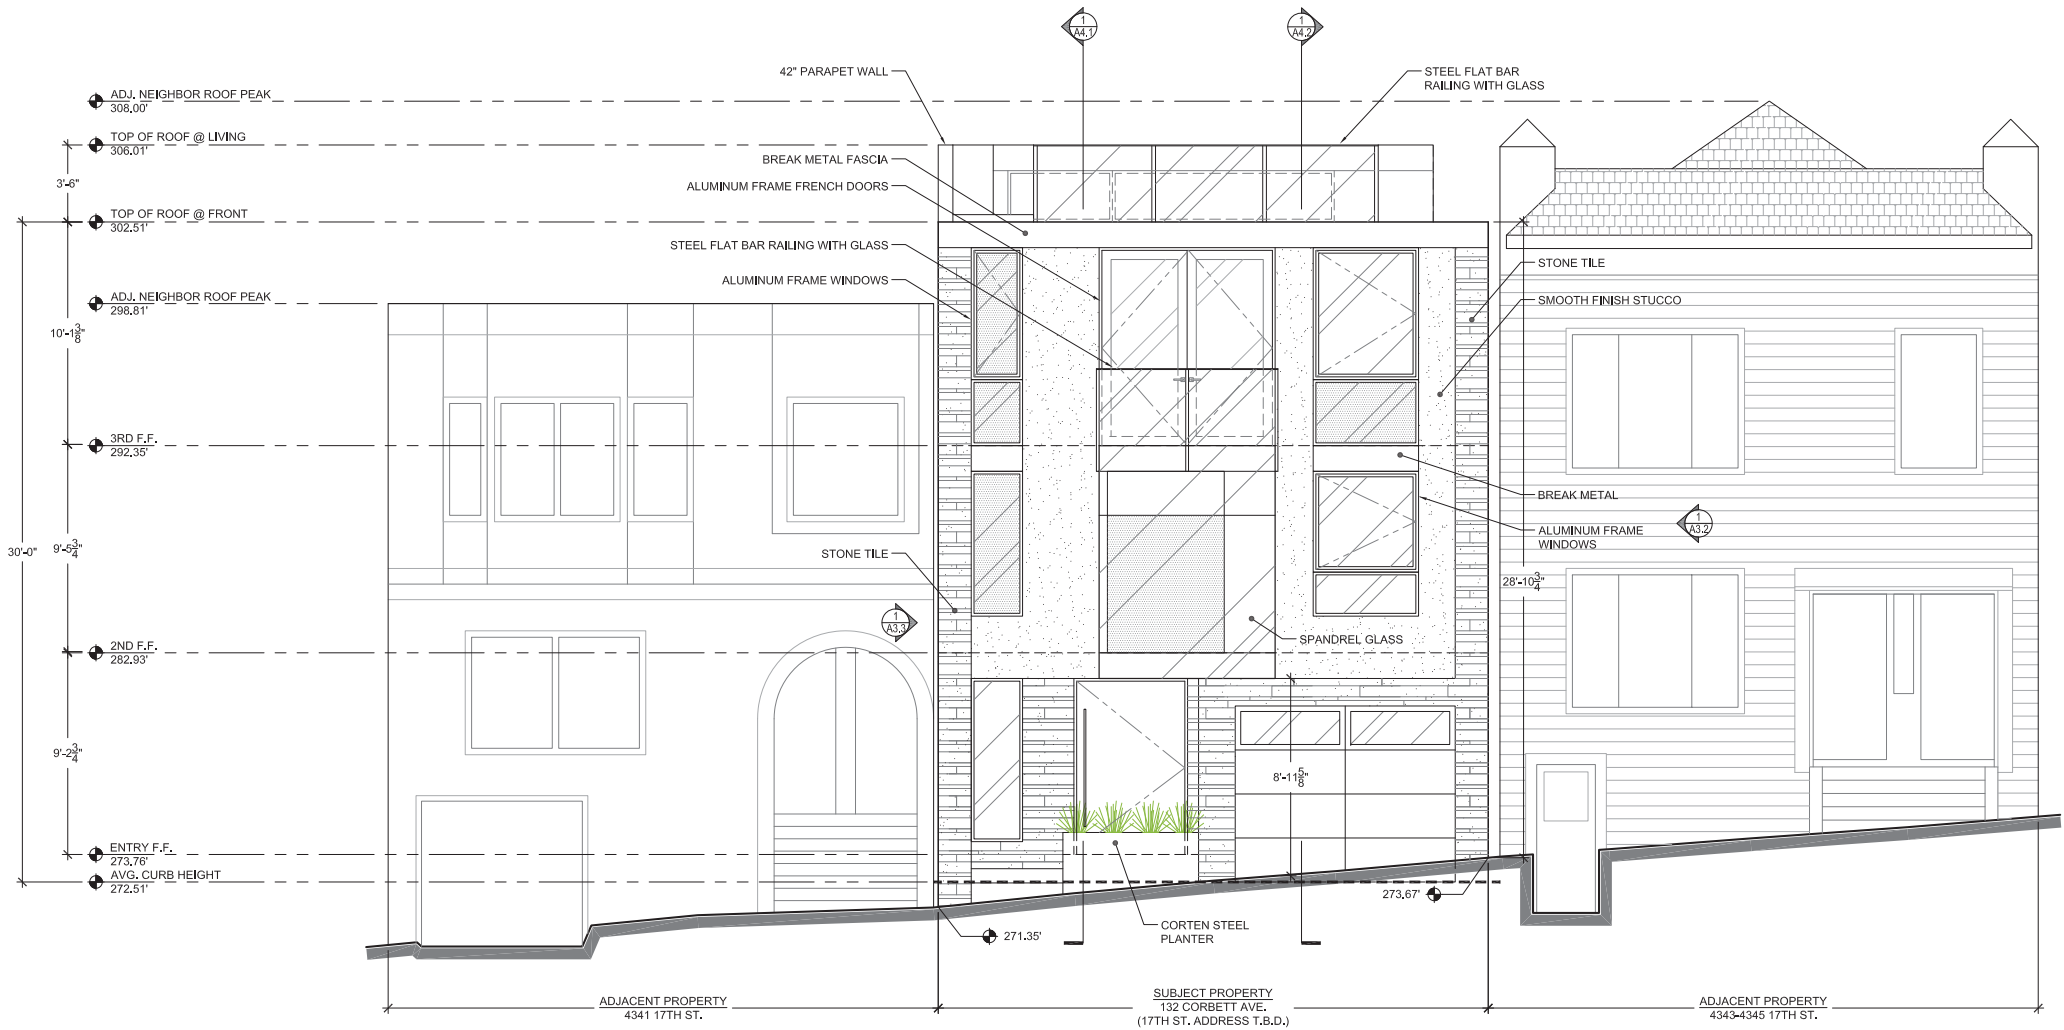 1
A4.1
1
A4.2
42" PARAPET WALL
STEEL FLAT BAR
RAILING WITH GLASS
ADJ. NEIGHBOR ROOF PEAK
308.00'
TOP OF ROOF @ LIVING
306.01'
BREAK METAL FASCIA
3'-6"
ALUMINUM FRAME FRENCH DOORS
TOP OF ROOF @ FRONT
302.51'
STEEL FLAT BAR RAILING WITH GLASS
STONE TILE
ALUMINUM FRAME WINDOWS
ADJ. NEIGHBOR ROOF PEAK
298.81'
SMOOTH FINISH STUCCO
10'-1 3/8"
3RD F.F.
292.35'
BREAK METAL
1
A3.2
ALUMINUM FRAME
WINDOWS
30'-0"
9'-5 3/4"
STONE TILE
28'-10 3/4"
1
A3.3
2ND F.F.
282.93'
SPANDREL GLASS
9'-2 3/4"
8'-11 5/8"
ENTRY F.F.
273.76'
AVG. CURB HEIGHT
272.51'
273.67'
271.35'
CORTEN STEEL
PLANTER
ADJACENT PROPERTY
4341 17TH ST.
SUBJECT PROPERTY
132 CORBETT AVE.
(17TH ST. ADDRESS T.B.D.)
ADJACENT PROPERTY
4343-4345 17TH ST.